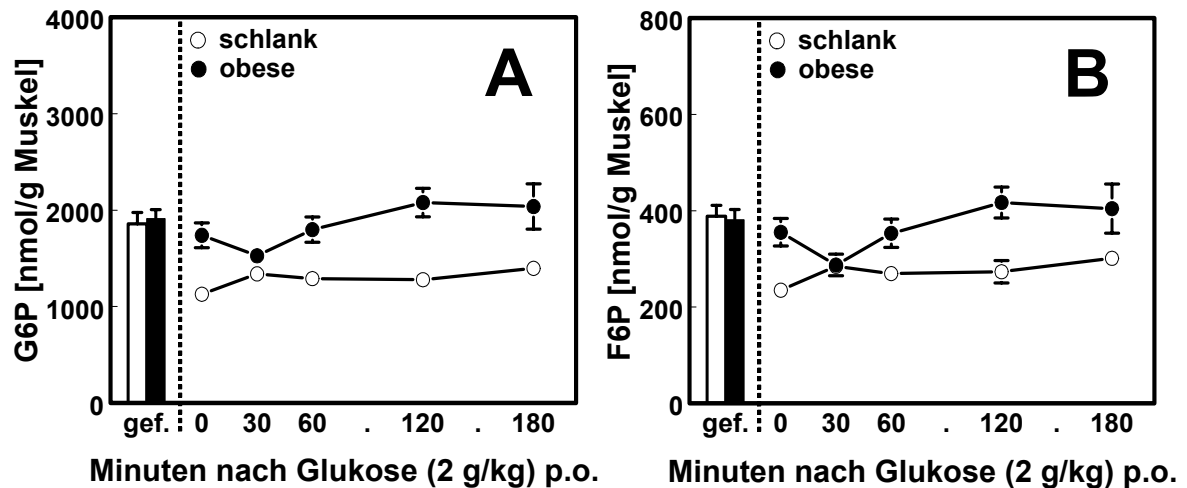 4000
3000
2000
1000
0
G6P [nmol/g Muskel]
schlank
obese
A
gef. 0 30 60 . 120 . 180
Minuten nach Glukose (2 g/kg) p.o.
800
600
400
200
0
F6P [nmol/g Muskel]
schlank
obese
B
gef. 0 30 60 . 120 . 180
Minuten nach Glukose (2 g/kg) p.o.